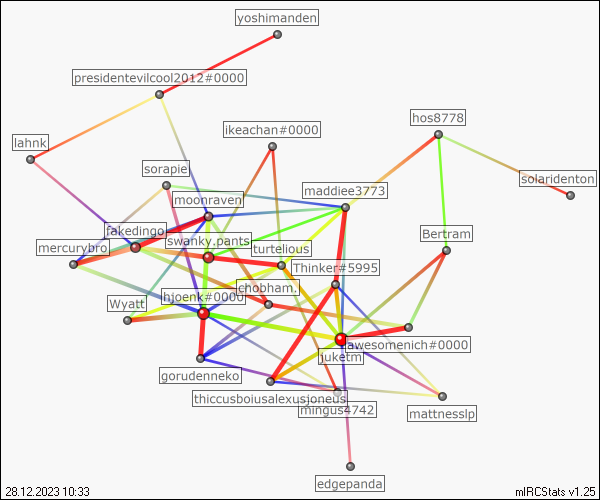 yoshimanden
presidentevilcool2012#0000
hos8778
ikeachan#0000
lahnk
sorapie
solaridenton
maddiee3773
moonraven
fakedingo
Bertram
swanky.pants
mercurybro
turtelious
Thinker#5995
chobham.
hjoenk#0000
Wyatt
awesomenich#0000
juketm
gorudenneko
thiccusboiusalexusjoneus
mingus4742
mattnesslp
edgepanda
28.12.2023 10:33
mIRCStats v1.25